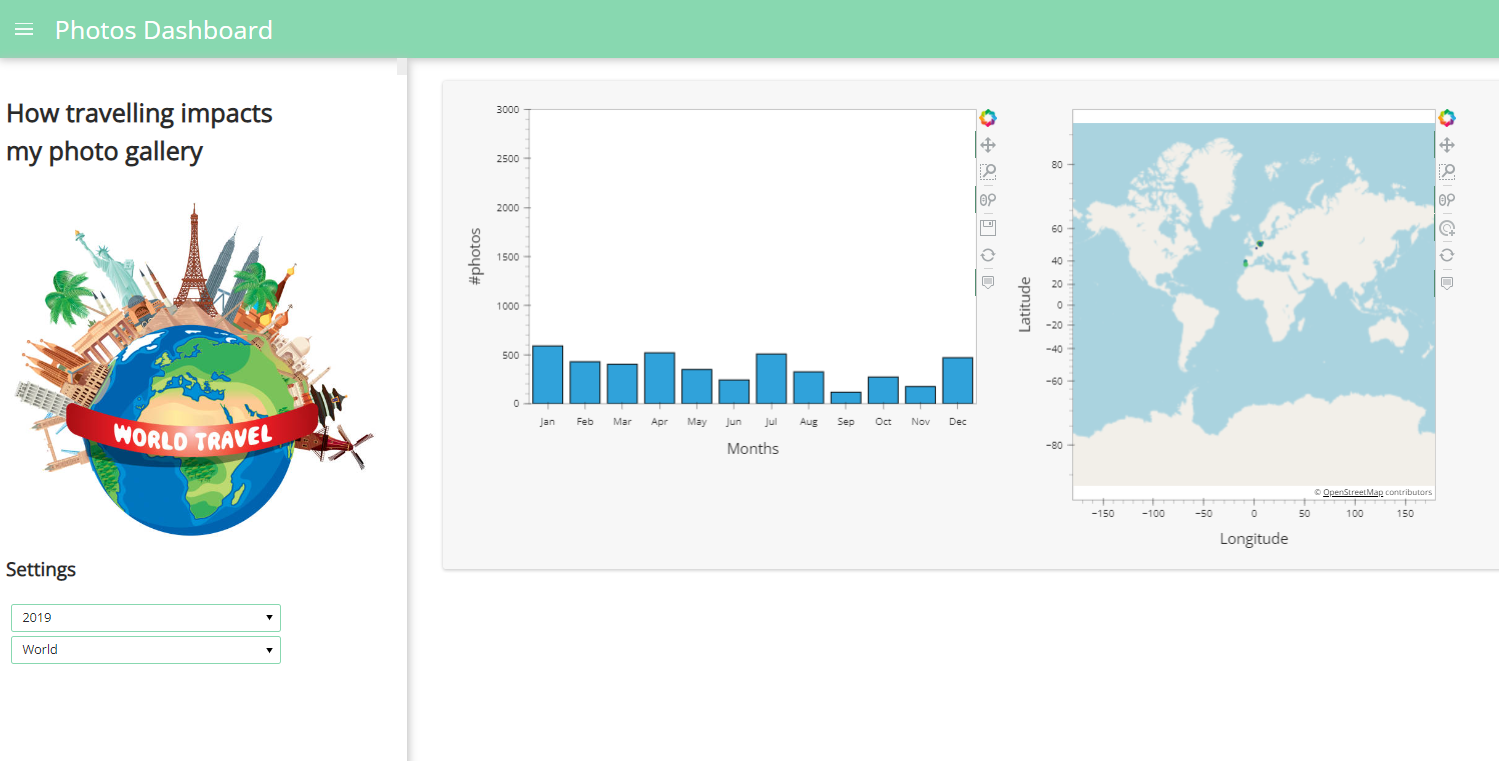 Photos Dashboard
How travelling impacts
my photo gallery
WORLD TRAVEL
Settings
2019
World
3000
2500
2000
1500
1000
500
0
#photos
Jan Feb Mar Apr May Jun Jul Aug Sep Oct Nov Dec
Months
80
60
40
20
0
−20
−40
−60
−80
Latitude
© OpenStreetMap contributors
−150 −100 −50 0 50 100 150
Longitude